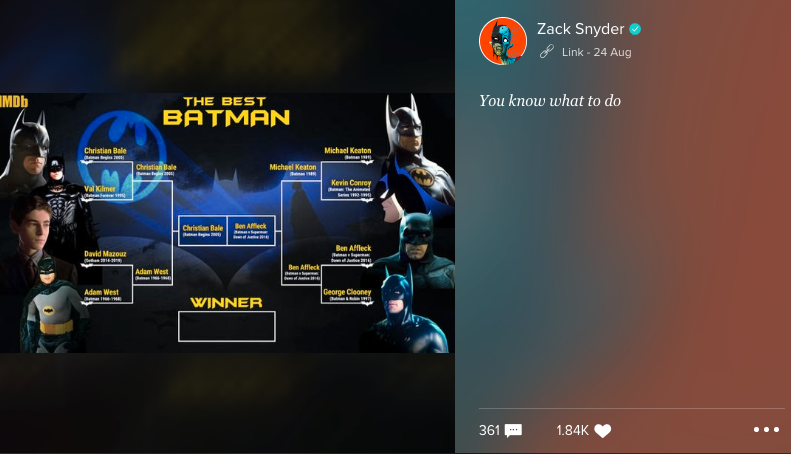 IMDb
THE BEST
BATMAN
Christian Bale
(Batman Begins 2005)
Christian Bale
(Batman Begins 2005)
Val Kilmer
(Batman Forever 1995)
David Mazouz
(Gotham 2014-2019)
Adam West
(Batman 1966-1968)
Adam West
(Batman 1966-1968)
Christian Bale
(Batman Begins 2005)
Ben Affleck
(Batman v Superman:
Dawn of Justice 2016)
Michael Keaton
(Batman 1989)
Michael Keaton
(Batman 1989)
Kevin Conroy
(Batman: The Animated
Series 1992-1995)
Ben Affleck
(Batman v Superman:
Dawn of Justice 2016)
Ben Affleck
(Batman v Superman:
Dawn of Justice 2016)
George Clooney
(Batman & Robin 1997)
WINNER
Zack Snyder
Link - 24 Aug
You know what to do
361
1.84K